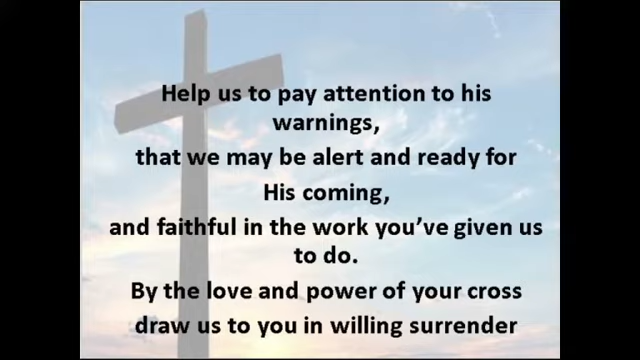 Help us to pay attention to his
warnings,
that we may be alert and ready for
His coming,
and faithful in the work you’ve given us
to do.
By the love and power of your cross
draw us to you in willing surrender